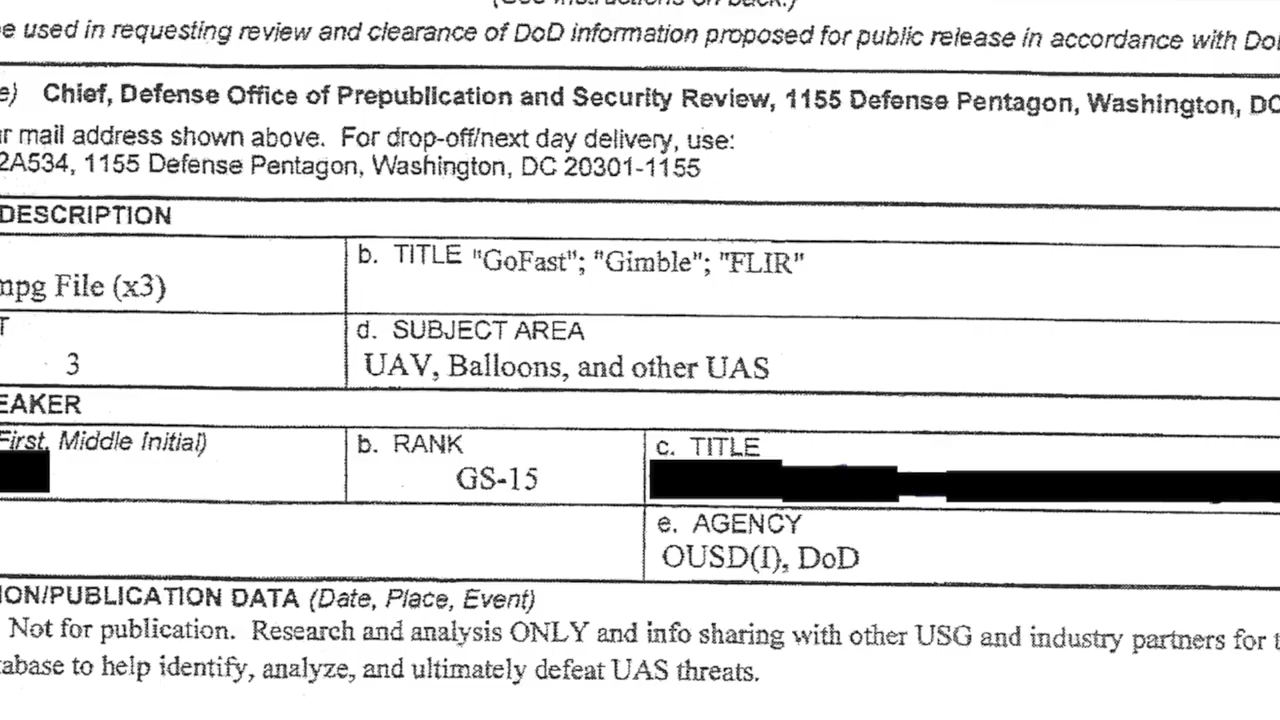 (See instructions on back.)
e used in requesting review and clearance of DoD information proposed for public release in accordance with DoD
e) Chief, Defense Office of Prepublication and Security Review, 1155 Defense Pentagon, Washington, DC
r mail address shown above. For drop-off/next day delivery, use:
2A534, 1155 Defense Pentagon, Washington, DC 20301-1155
DESCRIPTION
b. TITLE "GoFast"; "Gimble"; "FLIR"
mpg File (x3)
T
d. SUBJECT AREA
3
UAV, Balloons, and other UAS
EAKER
First, Middle Initial)
b. RANK
c. TITLE
GS-15
e. AGENCY
OUSD(I), DoD
ION/PUBLICATION DATA (Date, Place, Event)
Not for publication. Research and analysis ONLY and info sharing with other USG and industry partners for t
abase to help identify, analyze, and ultimately defeat UAS threats.